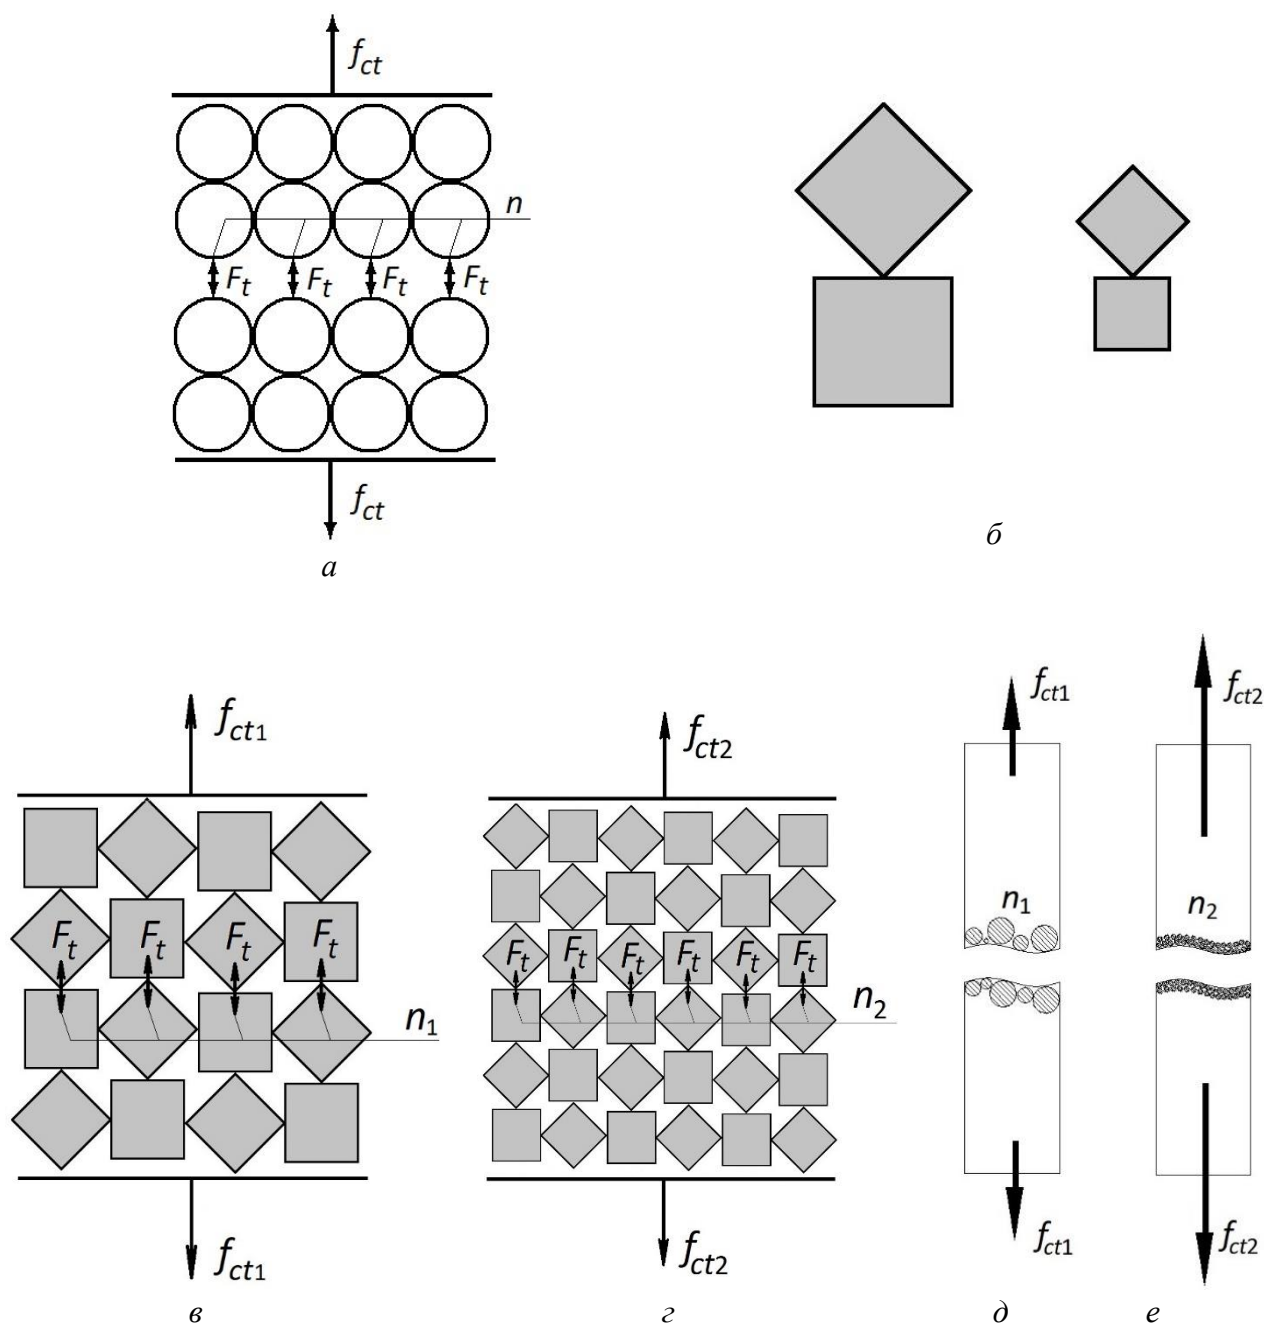 f_ct
n
F_t F_t F_t F_t
f_ct
а
б
f_ct1
F_t F_t F_t F_t
n_1
f_ct1
в
f_ct2
F_t F_t F_t F_t F_t F_t
n_2
f_ct2
г
f_ct1
n_1
f_ct1
д
f_ct2
n_2
f_ct2
е